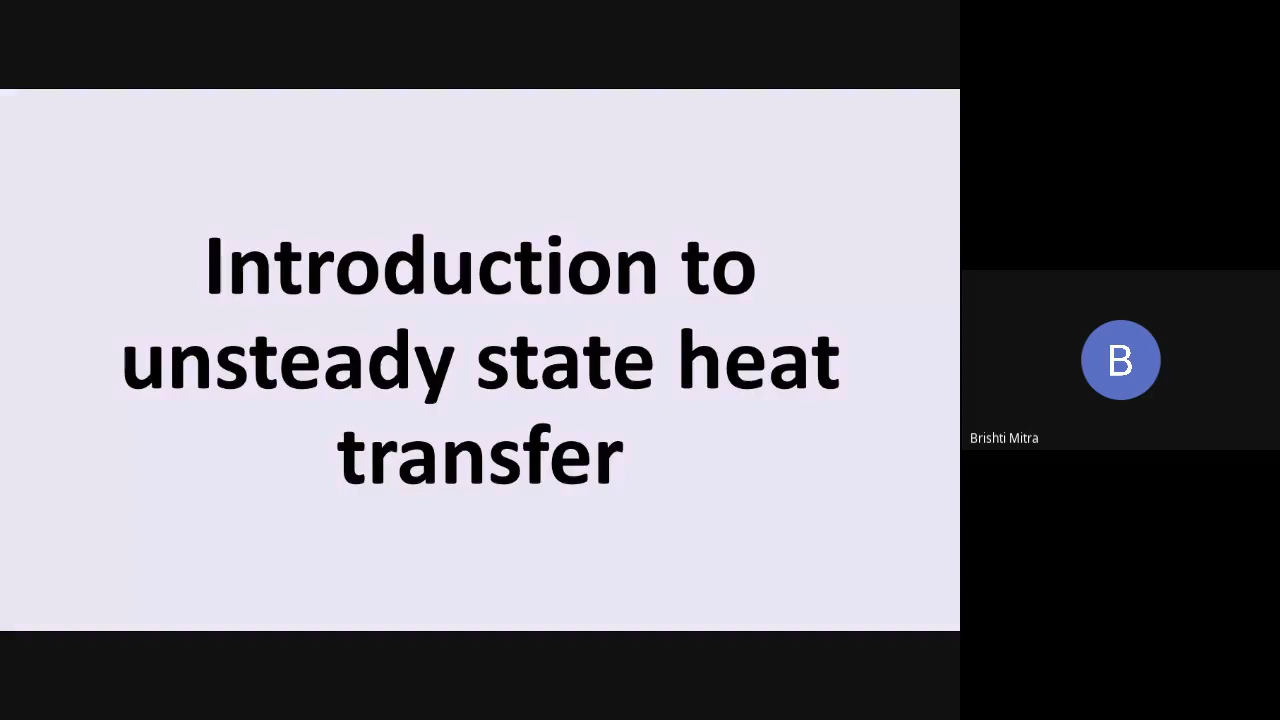 Introduction to
unsteady state heat
transfer
B
Brishti Mitra